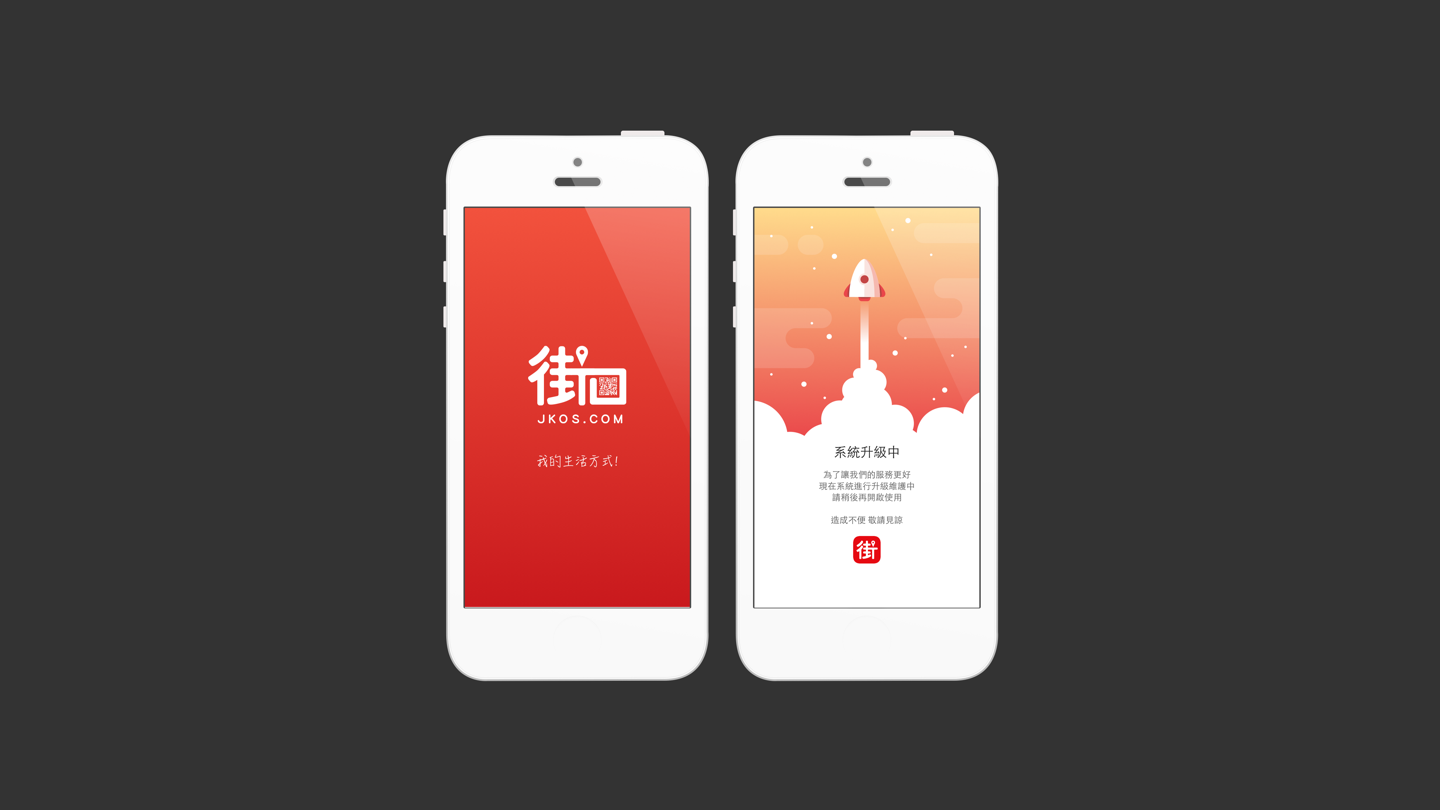 街口
JKOS.COM
我的生活方式!
系統升級中
為了讓我們的服務更好
現在系統進行升級維護中
請稍後再開啟使用
造成不便 敬請見諒
街